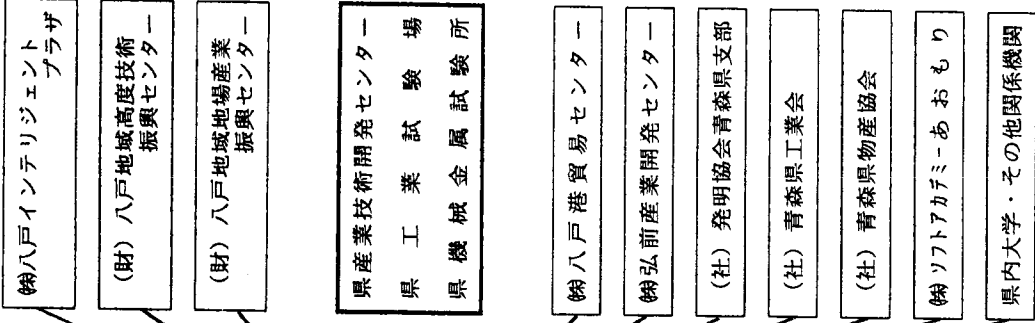 ㈱八戸インテリジェント
プラザ
(財)八戸地域高度技術
振興センター
(財)八戸地域地場産業
振興センター
県産業技術開発センター
県工業試験場
県機械金属試験所
㈱八戸港貿易センター
㈱弘前産業開発センター
(社)発明協会青森県支部
(社)青森県工業会
(社)青森県物産協会
㈱ソフトアカデミーあおもり
県内大学・その他関係機関